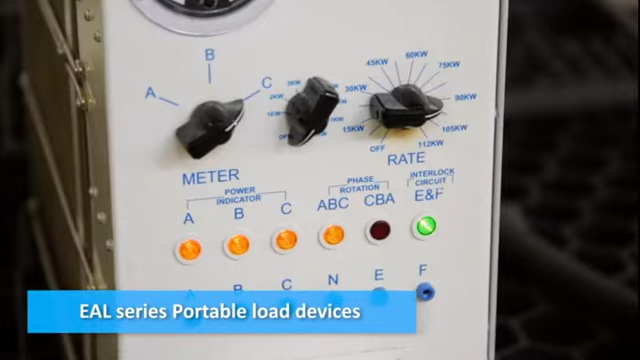 B
A
C
60KW
45KW
75KW
30KW
90KW
15KW
105KW
OFF
112KW
METER
RATE
POWER
INDICATOR
PHASE
ROTATION
INTERLOCK
CIRCUIT
A B C ABC CBA E&F
A B C N E F
EAL series Portable load devices